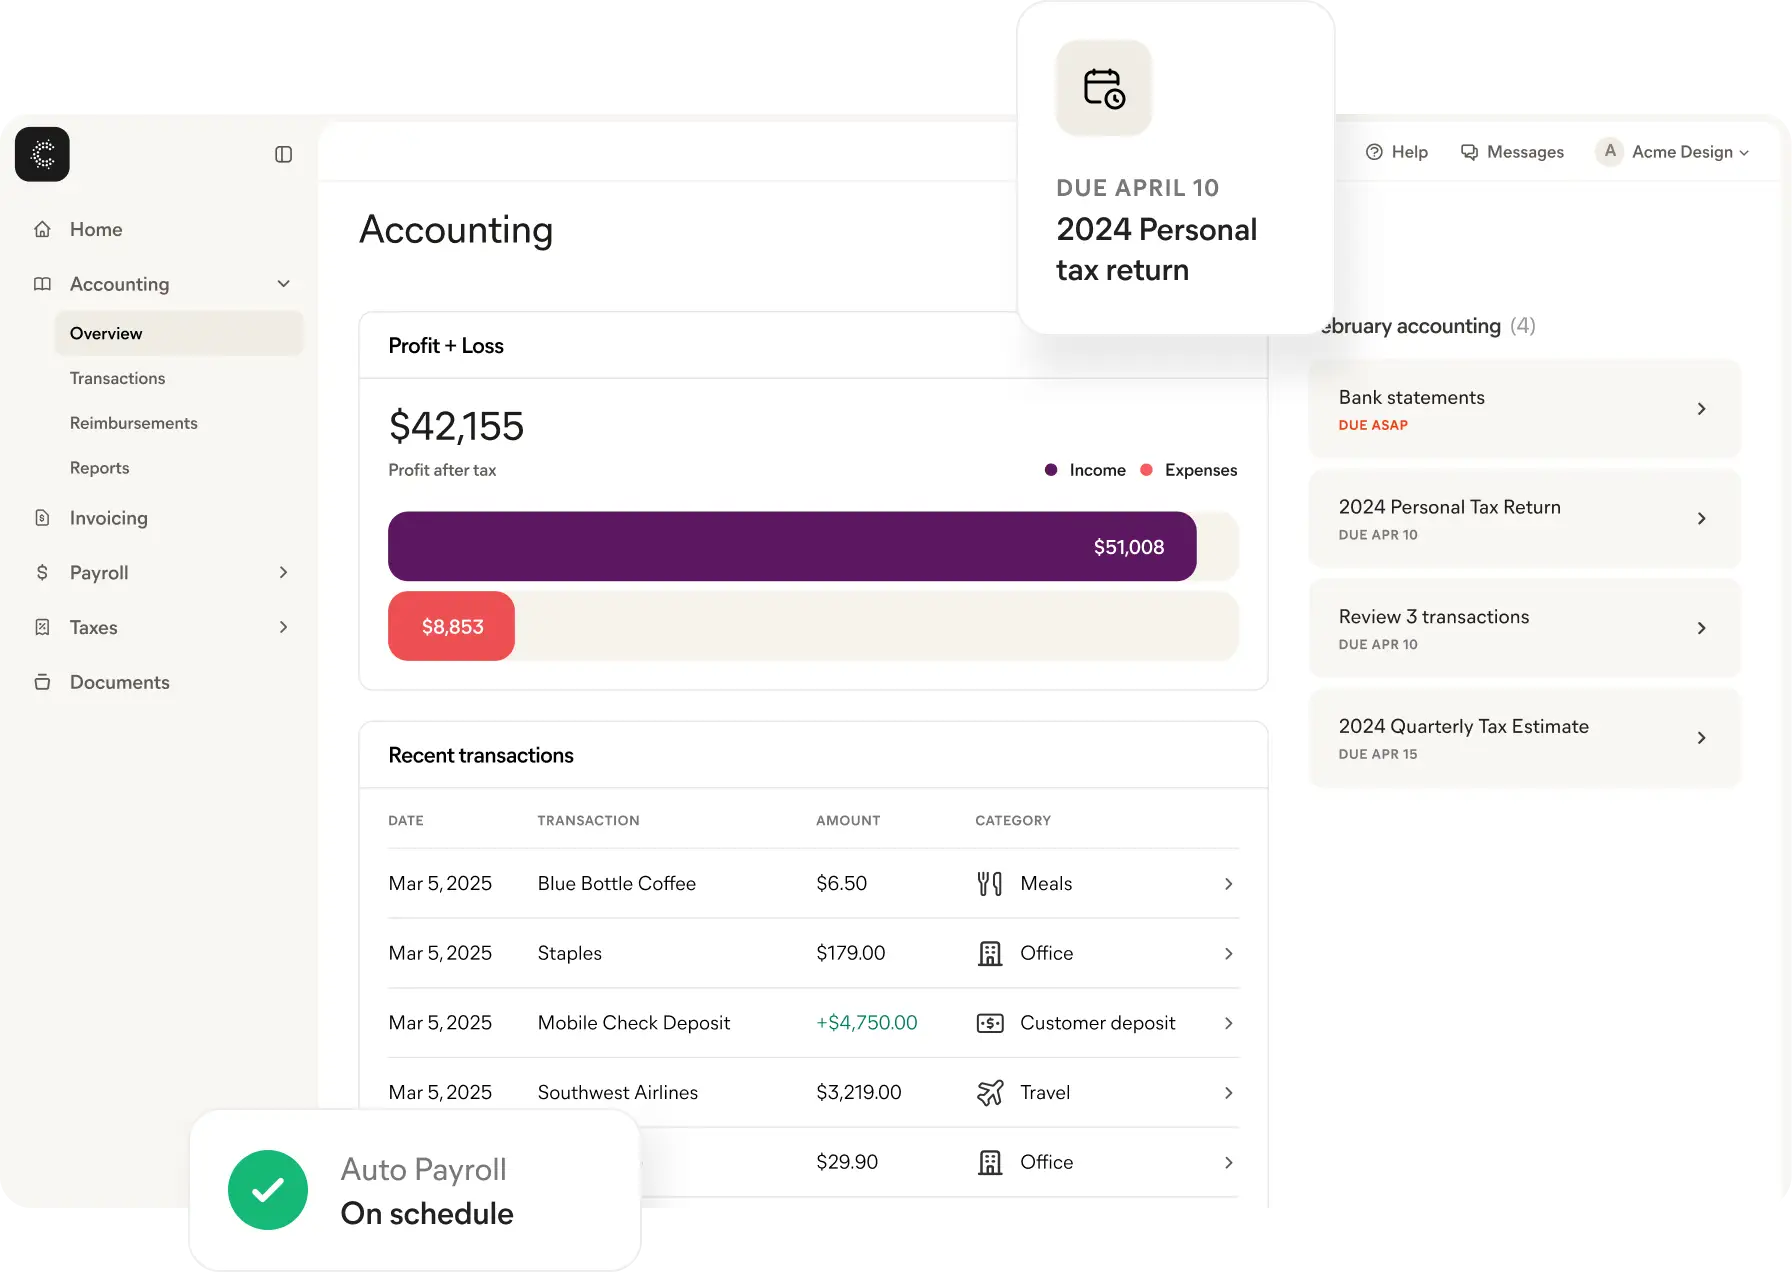 DUE APRIL 10
2024 Personal
tax return
Help
Messages
A
Acme Design
Home
Accounting
Overview
Transactions
Reimbursements
Reports
Invoicing
Payroll
Taxes
Documents
Accounting
Profit + Loss
$42,155
Profit after tax
Income
Expenses
$51,008
$8,853
Recent transactions
DATE TRANSACTION AMOUNT CATEGORY
Mar 5, 2025 Blue Bottle Coffee $6.50 Meals
Mar 5, 2025 Staples $179.00 Office
Mar 5, 2025 Mobile Check Deposit +$4,750.00 Customer deposit
Mar 5, 2025 Southwest Airlines $3,219.00 Travel
$29.90 Office
ebruary accounting (4)
Bank statements
DUE ASAP
2024 Personal Tax Return
DUE APR 10
Review 3 transactions
DUE APR 10
2024 Quarterly Tax Estimate
DUE APR 15
Auto Payroll
On schedule